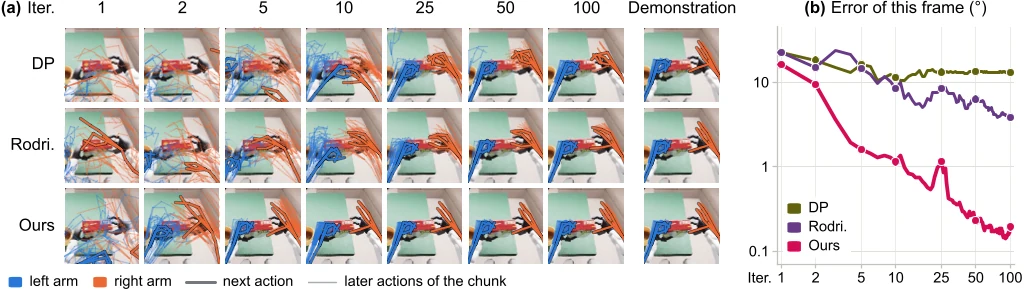 (a) Iter. 1 2 5 10 25 50 100 Demonstration
DP
Rodri.
Ours
left arm right arm next action later actions of the chunk
(b) Error of this frame (°)
10
1
0.1
DP
Rodri.
Ours
Iter. 1 2 5 10 25 50 100